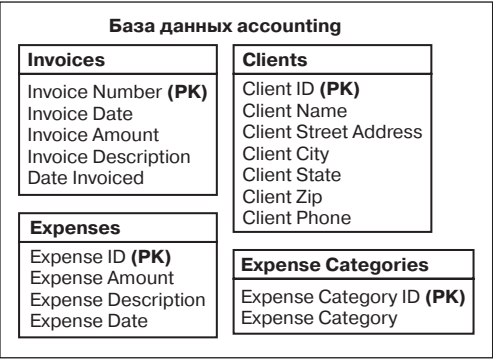 База данных accounting
Invoices
Invoice Number (PK)
Invoice Date
Invoice Amount
Invoice Description
Date Invoiced
Clients
Client ID (PK)
Client Name
Client Street Address
Client City
Client State
Client Zip
Client Phone
Expenses
Expense ID (PK)
Expense Amount
Expense Description
Expense Date
Expense Categories
Expense Category ID (PK)
Expense Category